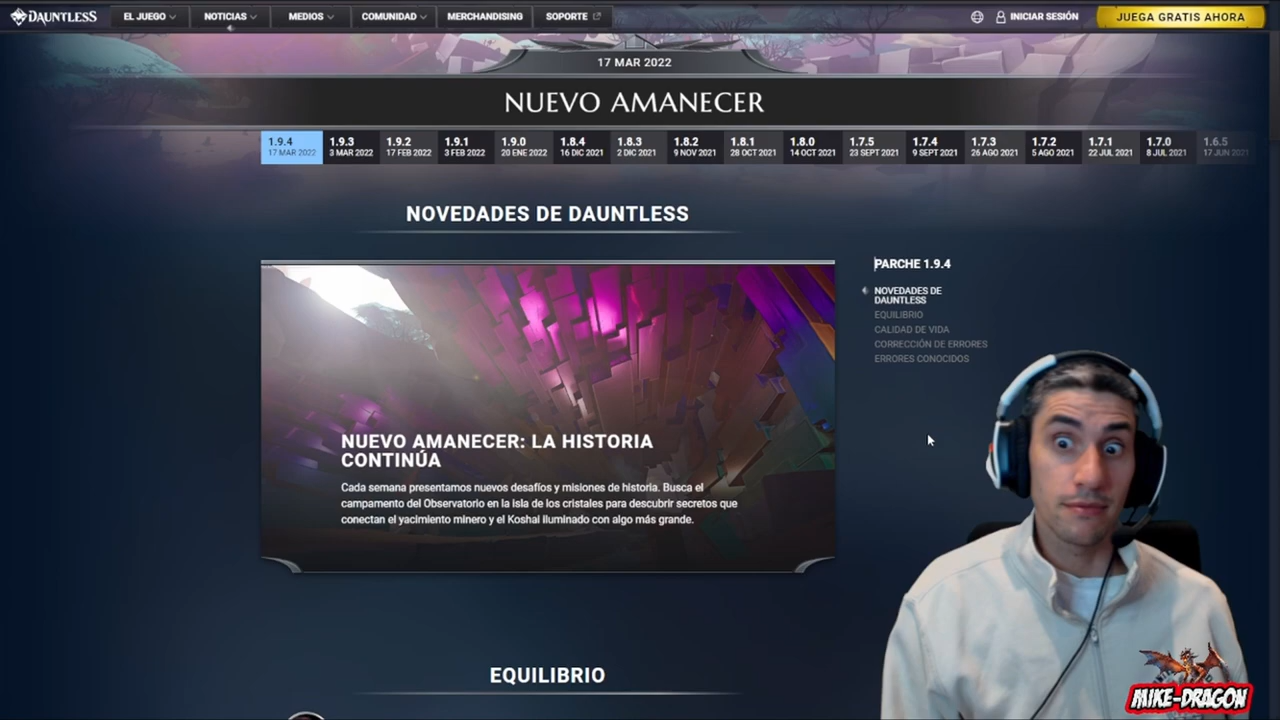 DAUNTLESS
EL JUEGO
NOTICIAS
MEDIOS
COMUNIDAD
MERCHANDISING
SOPORTE
INICIAR SESIÓN
JUEGA GRATIS AHORA
17 MAR 2022
NUEVO AMANECER
1.9.4
17 MAR 2022
1.9.3
3 MAR 2022
1.9.2
17 FEB 2022
1.9.1
3 FEB 2022
1.9.0
20 ENE 2022
1.8.4
16 DIC 2021
1.8.3
2 DIC 2021
1.8.2
9 NOV 2021
1.8.1
28 OCT 2021
1.8.0
14 OCT 2021
1.7.5
23 SEPT 2021
1.7.4
9 SEPT 2021
1.7.3
26 AGO 2021
1.7.2
5 AGO 2021
1.7.1
22 JUL 2021
1.7.0
8 JUL 2021
1.6.5
17 JUN 2021
NOVEDADES DE DAUNTLESS
PARCHE 1.9.4
NOVEDADES DE
DAUNTLESS
EQUILIBRIO
CALIDAD DE VIDA
CORRECCIÓN DE ERRORES
ERRORES CONOCIDOS
NUEVO AMANECER: LA HISTORIA
CONTINÚA
Cada semana presentamos nuevos desafíos y misiones de historia. Busca el
campamento del Observatorio en la isla de los cristales para descubrir secretos que
conectan el yacimiento minero y el Koshai iluminado con algo más grande.
EQUILIBRIO
MIKE-DRAGON